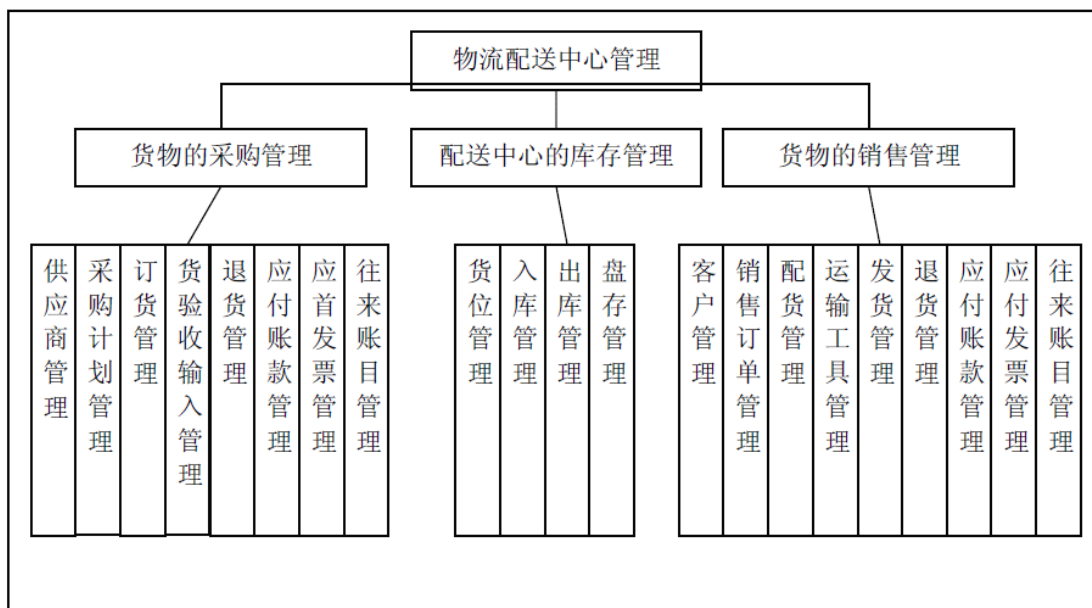 物流配送中心管理
货物的采购管理
配送中心的库存管理
货物的销售管理
供应商管理
采购计划管理
订货管理
货验收输入管理
退货管理
应付账款管理
应首发票管理
往来账目管理
货位管理
入库管理
出库管理
盘存管理
客户管理
销售订单管理
配货管理
运输工具管理
发货管理
退货管理
应付账款管理
应付发票管理
往来账目管理